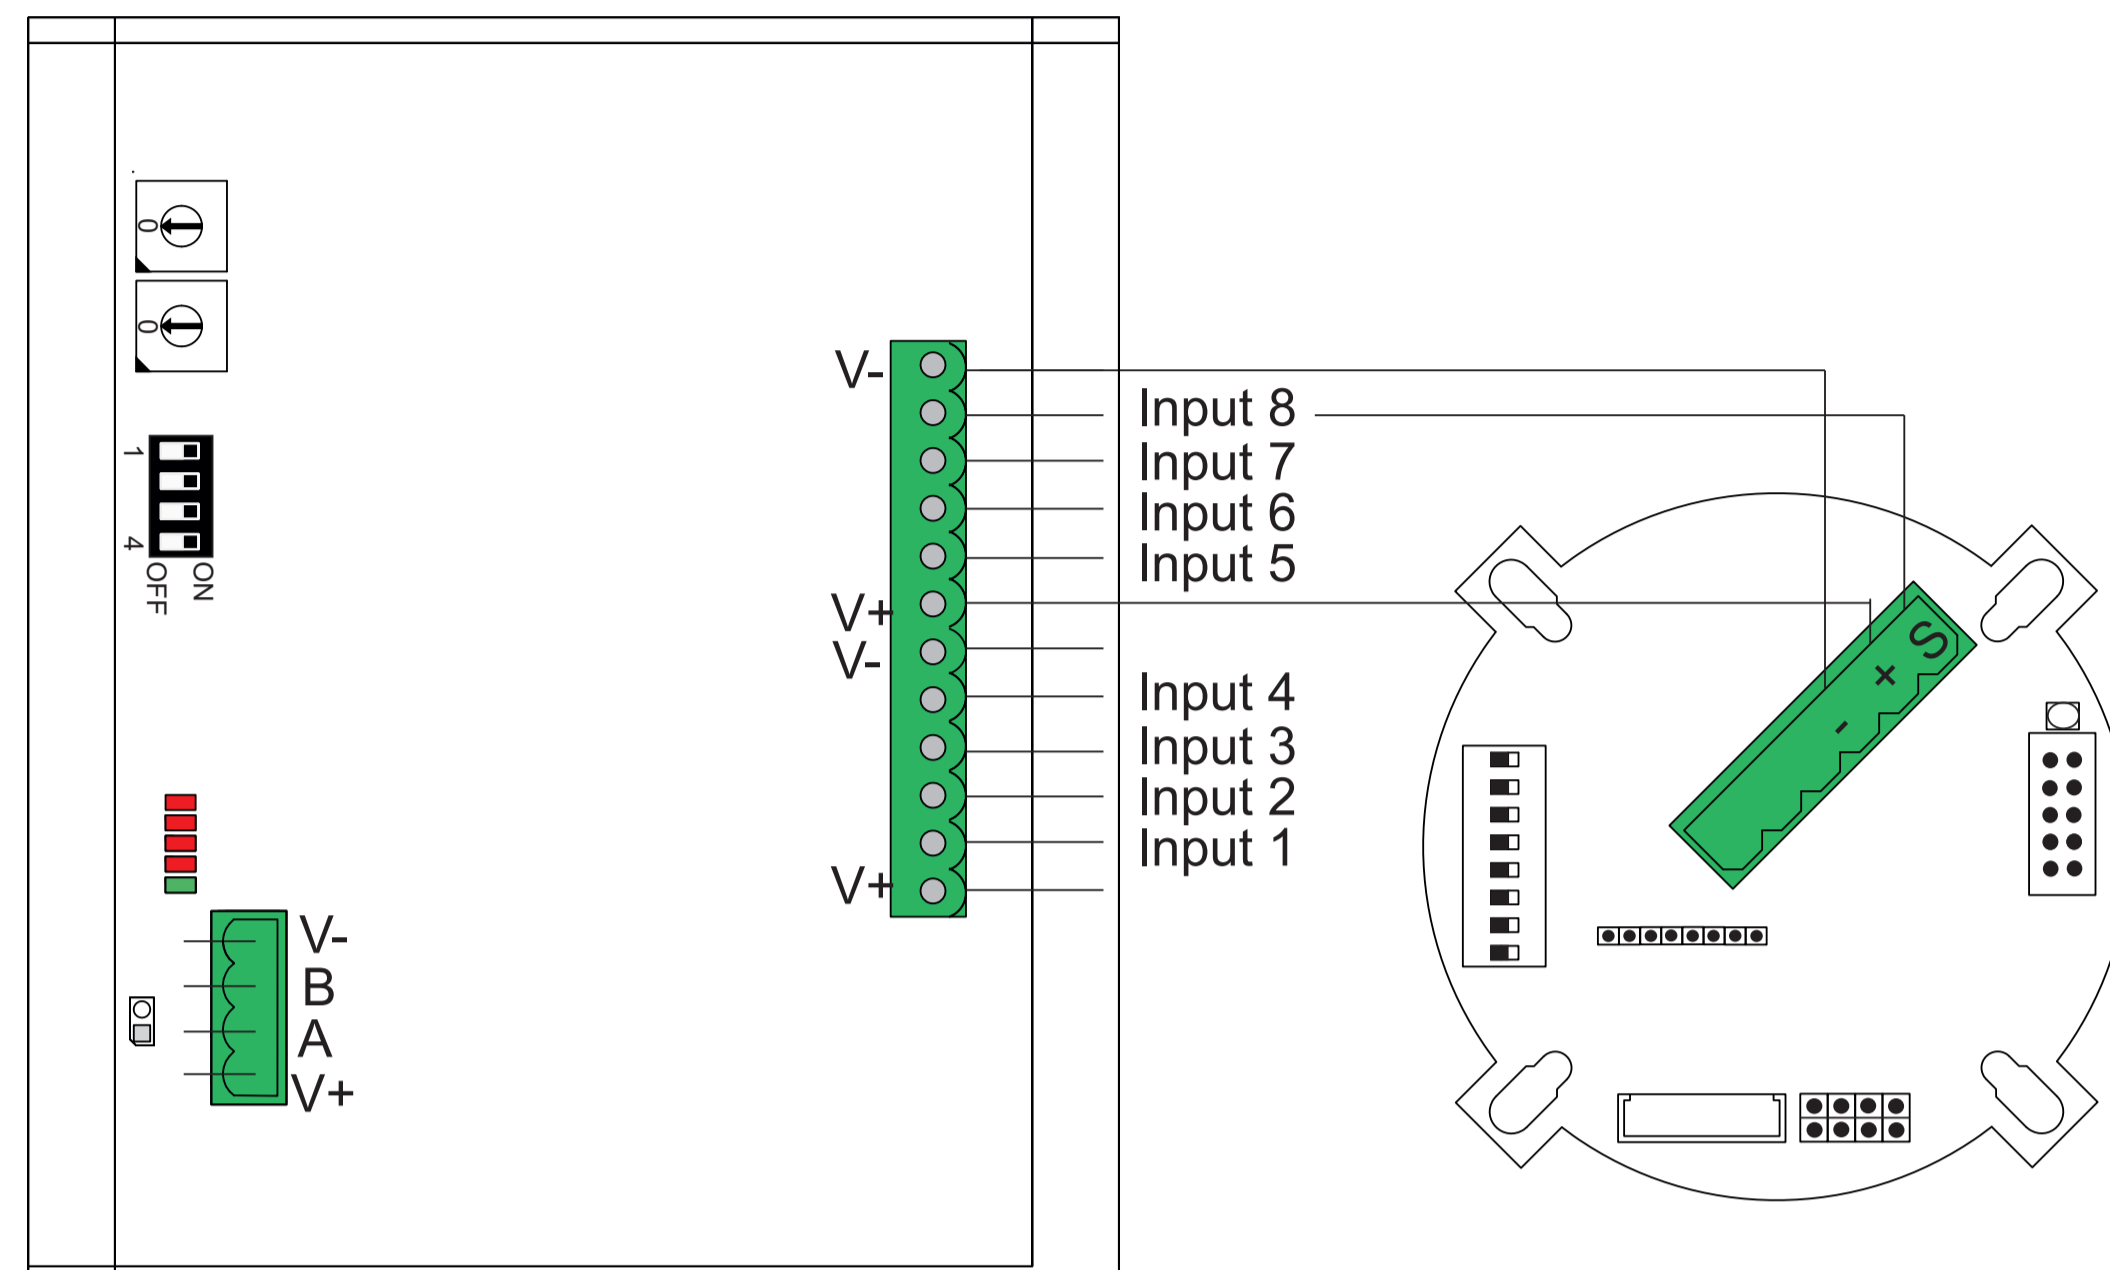 0
0
1
4
OFF
ON
V-
Input 8
Input 7
Input 6
Input 5
V+
V-
Input 4
Input 3
Input 2
Input 1
V+
V-
B
A
V+
S
+
-